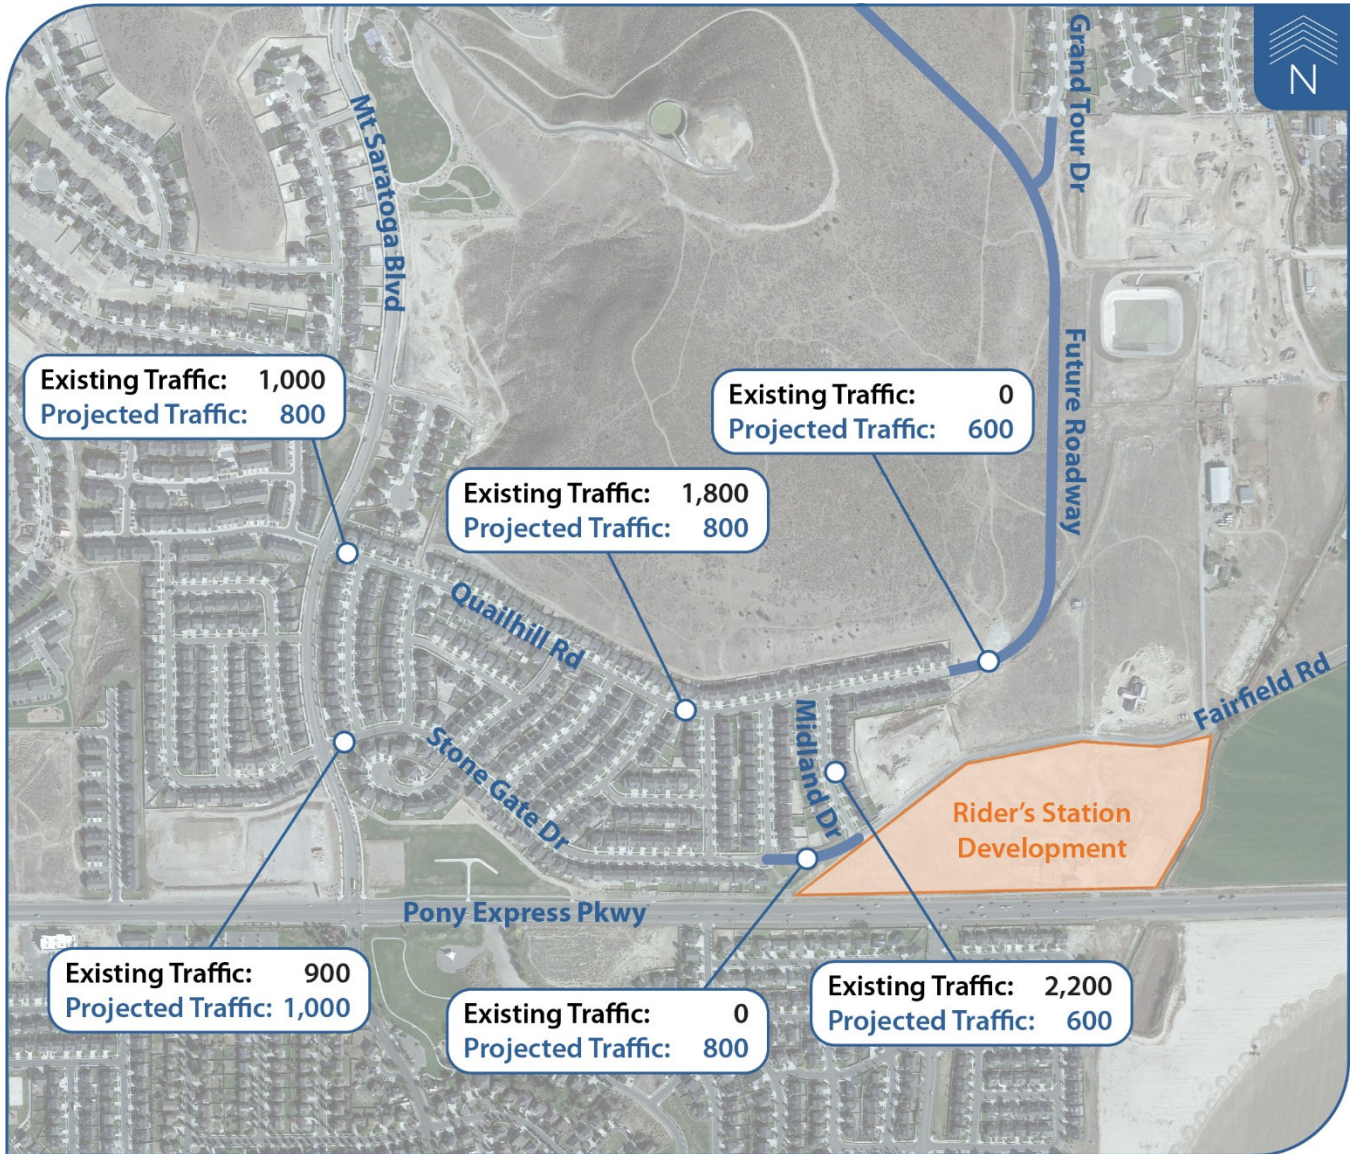 N
Grand Tour Dr
Mt Saratoga Blvd
Future Roadway
Existing Traffic: 1,000
Projected Traffic: 800
Existing Traffic: 0
Projected Traffic: 600
Existing Traffic: 1,800
Projected Traffic: 800
Quailhill Rd
Fairfield Rd
Midland Dr
Stone Gate Dr
Rider's Station
Development
Pony Express Pkwy
Existing Traffic: 900
Projected Traffic: 1,000
Existing Traffic: 0
Projected Traffic: 800
Existing Traffic: 2,200
Projected Traffic: 600